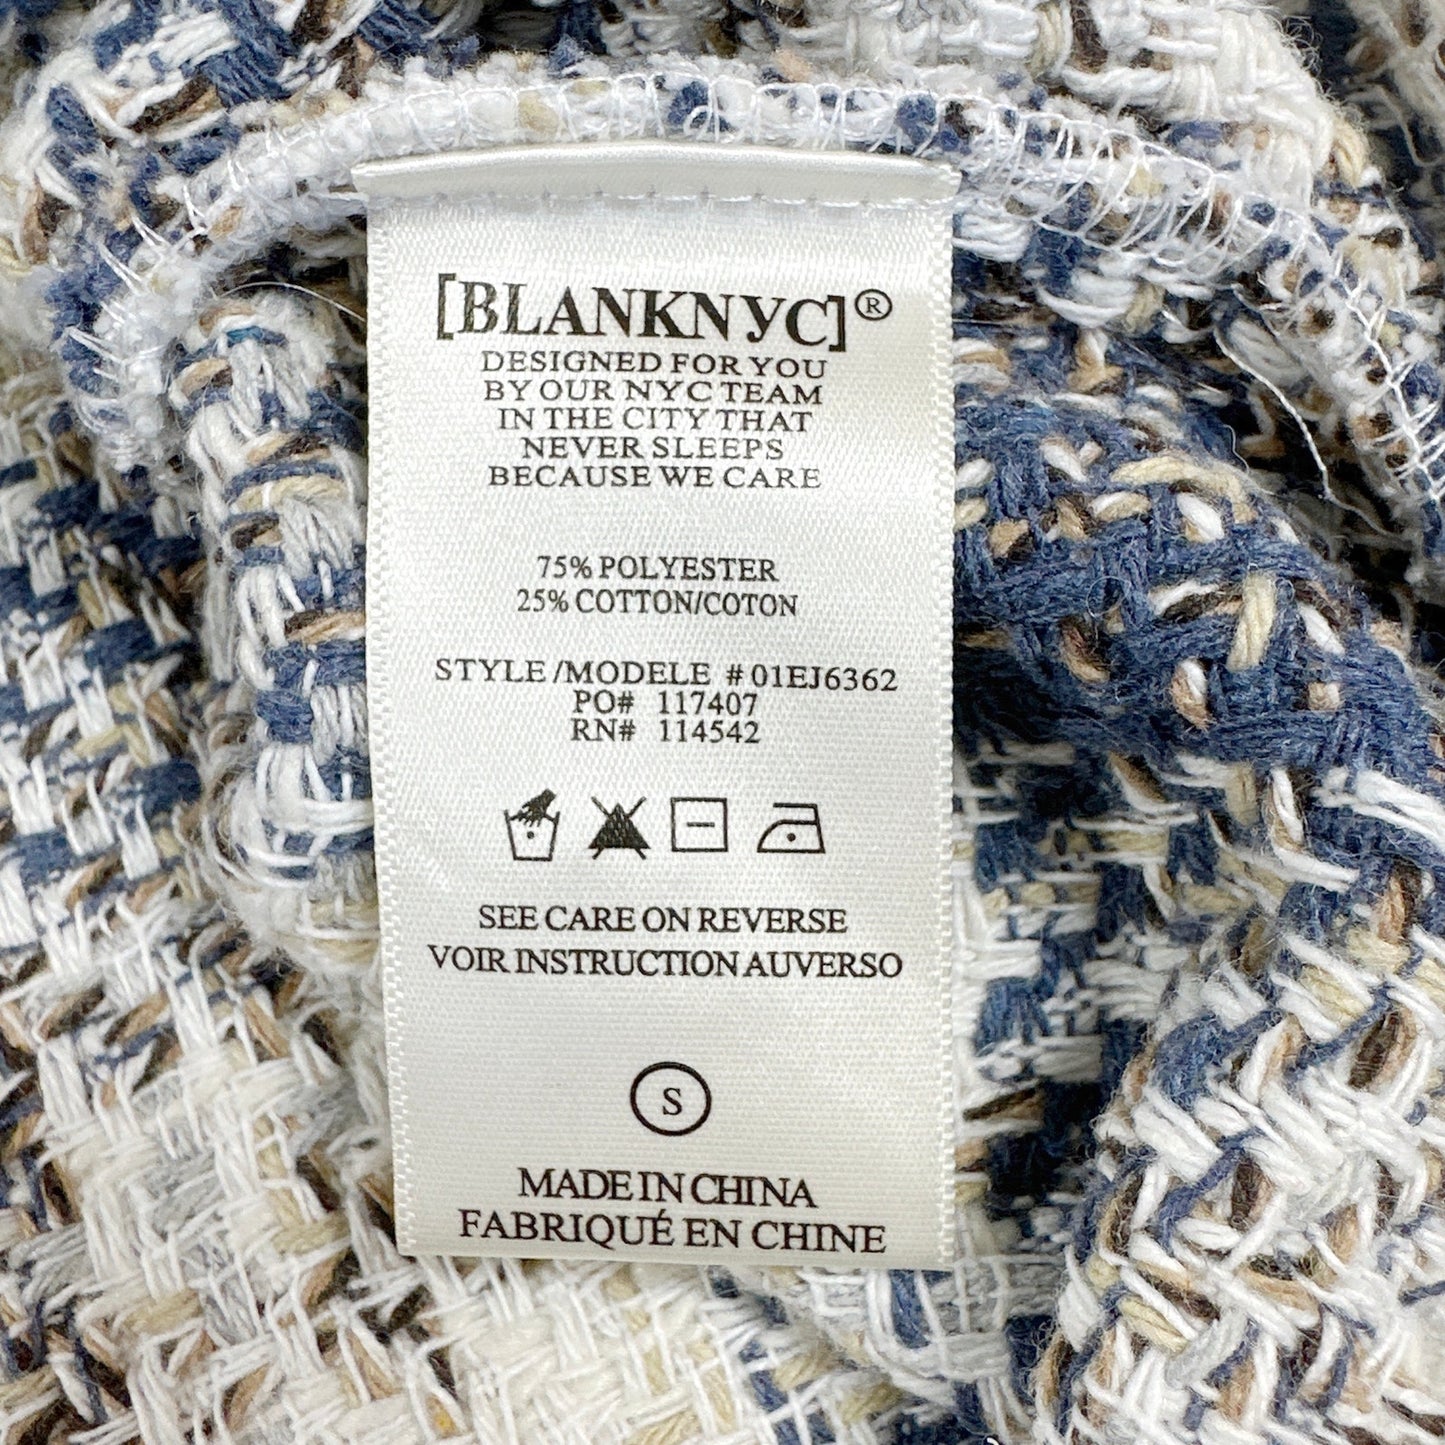 [BLANKNYC]®
DESIGNED FOR YOU
BY OUR NYC TEAM
IN THE CITY THAT
NEVER SLEEPS
BECAUSE WE CARE
75% POLYESTER
25% COTTON/COTON
STYLE /MODELE # 01EJ6362
PO# 117407
RN# 114542
SEE CARE ON REVERSE
VOIR INSTRUCTION AU VERSO
S
MADE IN CHINA
FABRIQUÉ EN CHINE